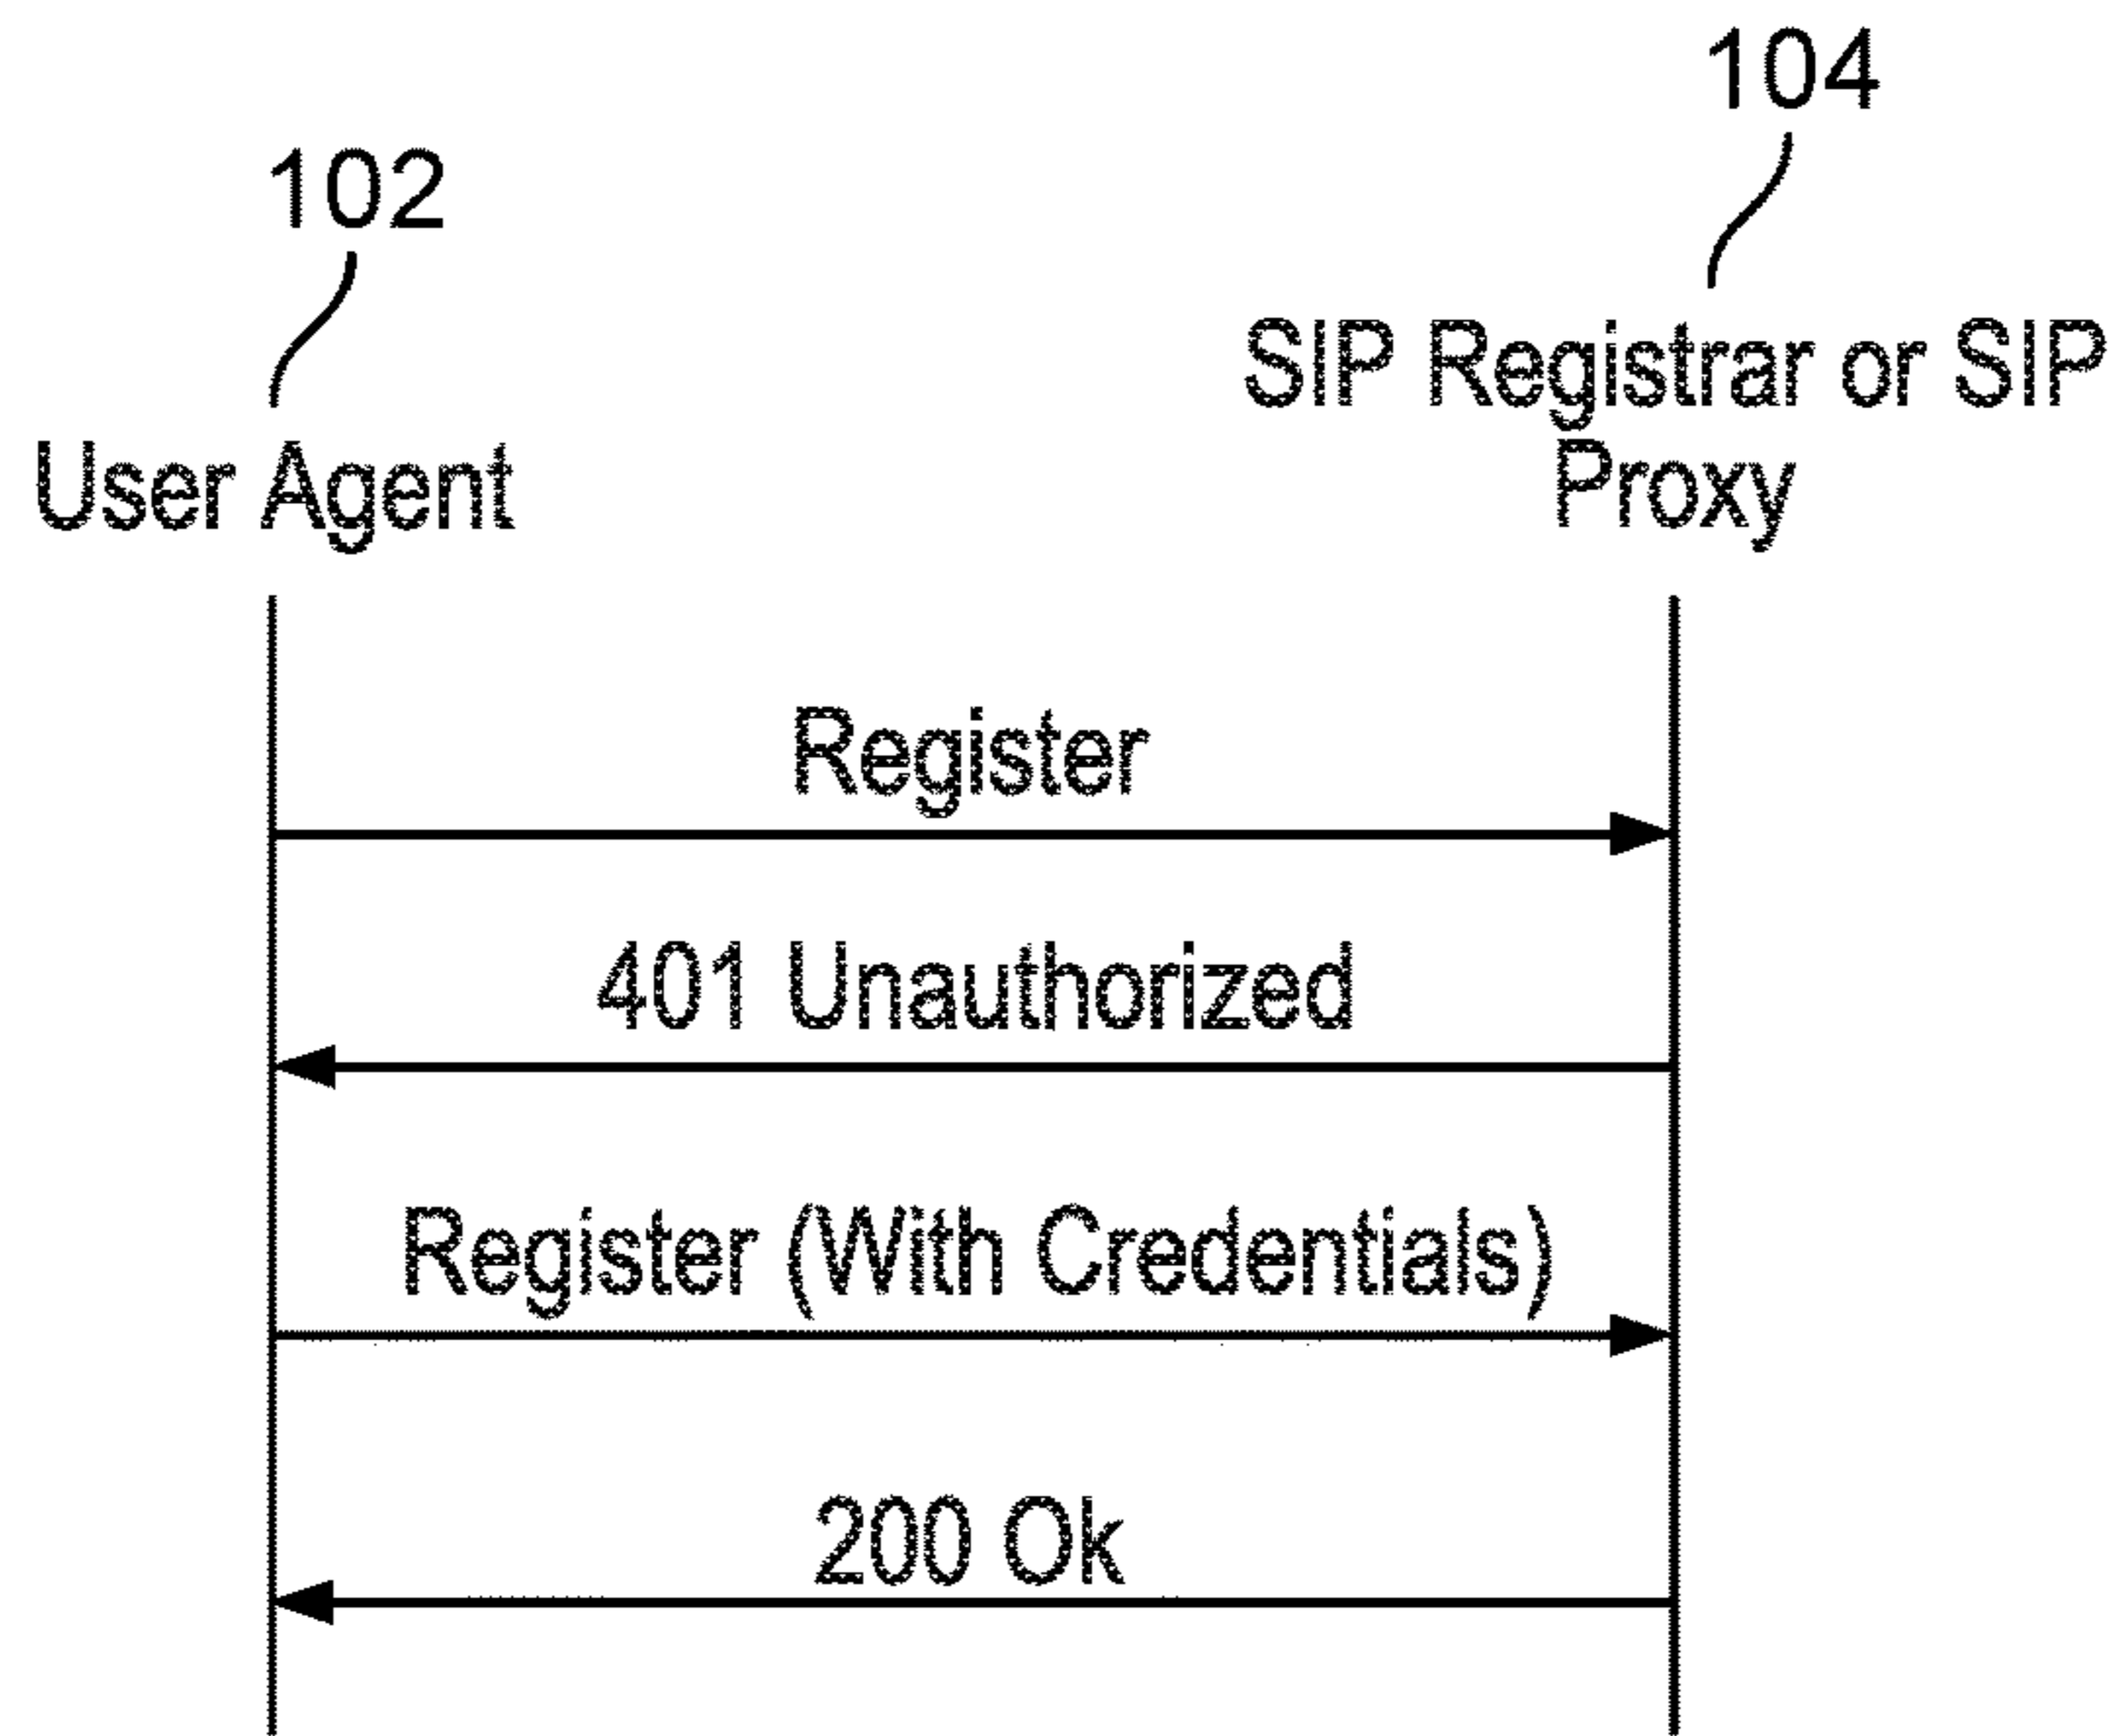 104
102
SIP Registrar or SIP
Proxy
User Agent
Register
401 Unauthorized
Register (With Credentials)
200 Ok